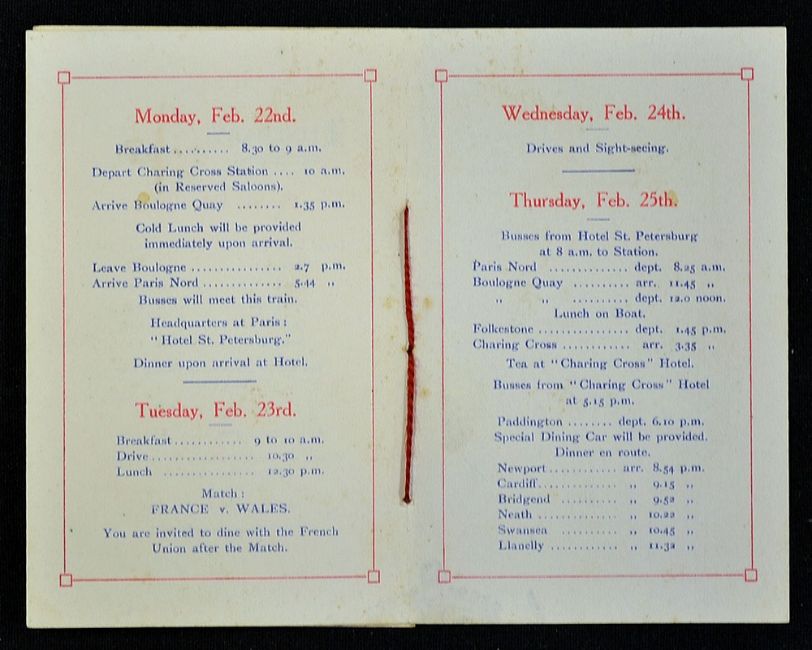 Monday, Feb. 22nd.
Breakfast .......... 8.30 to 9 a.m.
Depart Charing Cross Station .... 10 a.m.
(in Reserved Saloons).
Arrive Boulogne Quay ........ 1.35 p.m.
Cold Lunch will be provided
immediately upon arrival.
Leave Boulogne ................ 2.7 p.m.
Arrive Paris Nord .............. 5.44 ,,
Busses will meet this train.
Headquarters at Paris :
"Hotel St. Petersburg."
Dinner upon arrival at Hotel.
Tuesday, Feb. 23rd.
Breakfast ............ 9 to 10 a.m.
Drive ................... 10.30 ,,
Lunch ................ 12.30 p.m.
Match :
FRANCE v. WALES.
You are invited to dine with the French
Union after the Match.
Wednesday, Feb. 24th.
Drives and Sight-seeing.
Thursday, Feb. 25th.
Busses from Hotel St. Petersburg
at 8 a.m. to Station.
Paris Nord .............. dept. 8.25 a.m.
Boulogne Quay .......... arr. 11.45 ,,
,, ,, .......... dept. 12.0 noon.
Lunch on Boat.
Folkestone ................ dept. 1.45 p.m.
Charing Cross ............ arr. 3.35 ,,
Tea at "Charing Cross" Hotel.
Busses from "Charing Cross" Hotel
at 5.15 p.m.
Paddington ........ dept. 6.10 p.m.
Special Dining Car will be provided.
Dinner en route.
Newport ............ arr. 8.54 p.m.
Cardiff .............. ,, 9.15 ,,
Bridgend .......... ,, 9.52 ,,
Neath .............. ,, 10.22 ,,
Swansea .......... ,, 10.45 ,,
Llanelly ............ ,, 11.32 ,,